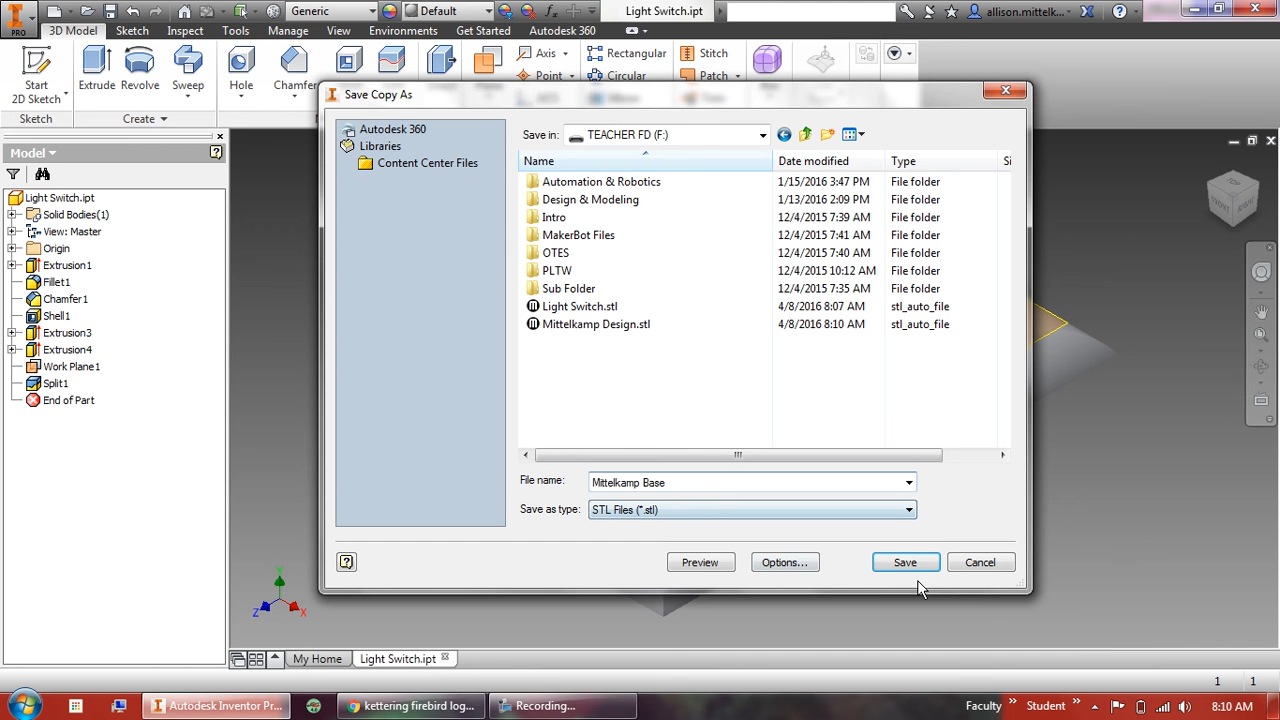 PRO
Generic
Default
Light Switch.ipt
allison.mittelk...
3D Model Sketch Inspect Tools Manage View Environments Get Started Autodesk 360
Start
2D Sketch
Extrude
Revolve
Sweep
Hole
Chamfer
Axis
Point
Rectangular
Circular
Stitch
Patch
Sketch
Create
Model
Light Switch.ipt
Solid Bodies(1)
View: Master
Origin
Extrusion1
Fillet1
Chamfer1
Shell1
Extrusion3
Extrusion4
Work Plane1
Split1
End of Part
Save Copy As
Autodesk 360
Libraries
Content Center Files
Save in: TEACHER FD (F:)
Name Date modified Type Si
Automation & Robotics 1/15/2016 3:47 PM File folder
Design & Modeling 1/13/2016 2:09 PM File folder
Intro 12/4/2015 7:39 AM File folder
MakerBot Files 12/4/2015 7:41 AM File folder
OTES 12/4/2015 7:40 AM File folder
PLTW 12/4/2015 10:12 AM File folder
Sub Folder 12/4/2015 7:35 AM File folder
Light Switch.stl 4/8/2016 8:07 AM stl_auto_file
Mittelkamp Design.stl 4/8/2016 8:10 AM stl_auto_file
File name: Mittelkamp Base
Save as type: STL Files (*.stl)
Preview Options... Save Cancel
Z X
My Home Light Switch.ipt
1 1
Autodesk Inventor Pr... kettering firebird log... Recording... Faculty Student 8:10 AM